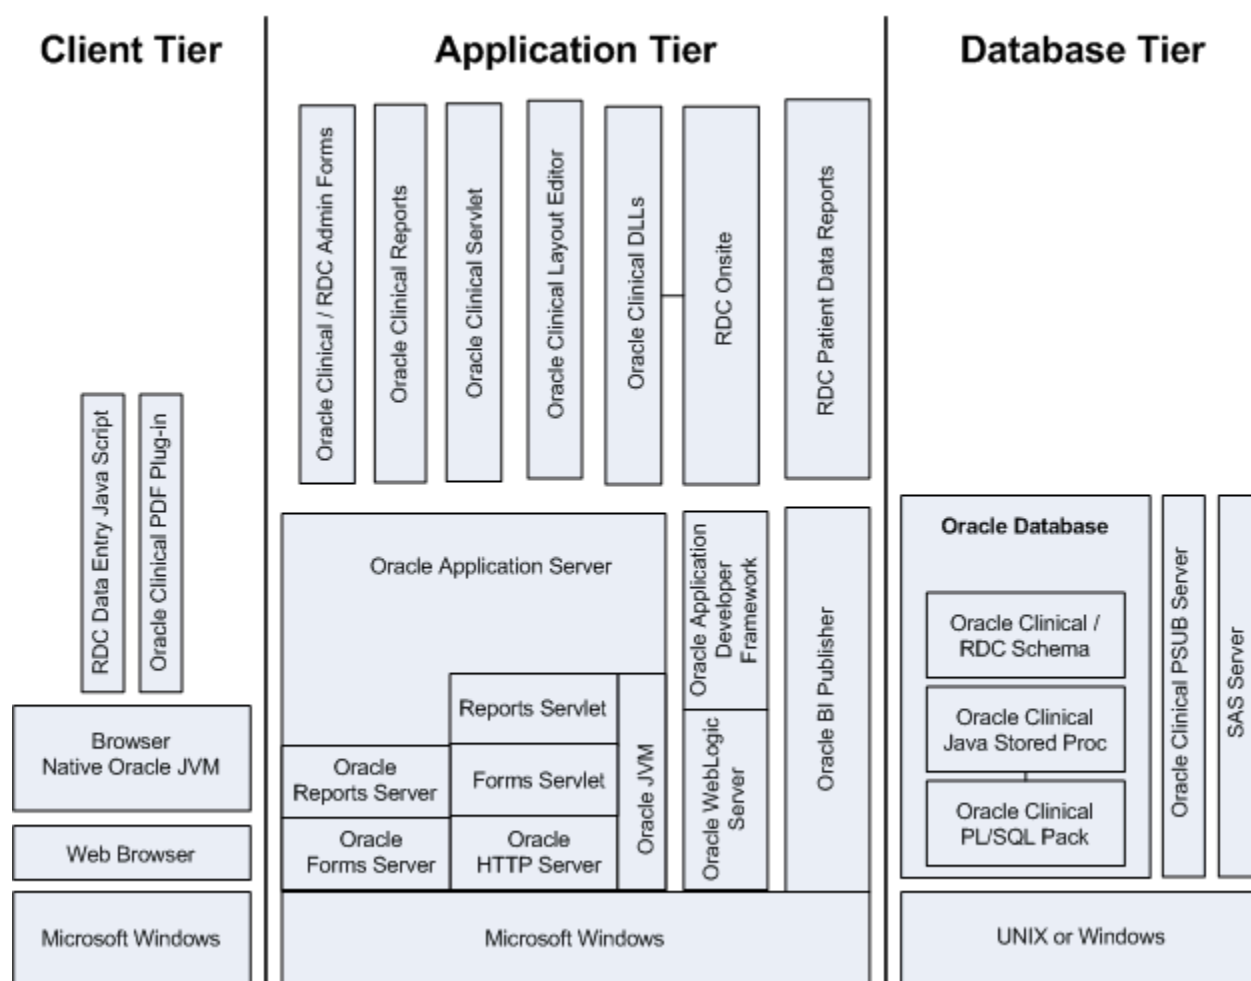 Client Tier
Application Tier
Database Tier
RDC Data Entry Java Script
Oracle Clinical PDF Plug-in
Browser
Native Oracle JVM
Web Browser
Microsoft Windows
Oracle Clinical / RDC Admin Forms
Oracle Clinical Reports
Oracle Clinical Servlet
Oracle Clinical Layout Editor
Oracle Clinical DLLs
RDC Onsite
RDC Patient Data Reports
Oracle Application Server
Reports Servlet
Oracle
Reports Server
Forms Servlet
Oracle
Forms Server
Oracle
HTTP Server
Oracle JVM
Oracle Application
Developer
Framework
Oracle WebLogic
Server
Oracle BI Publisher
Microsoft Windows
Oracle Database
Oracle Clinical /
RDC Schema
Oracle Clinical
Java Stored Proc
Oracle Clinical
PL/SQL Pack
Oracle Clinical PSUB Server
SAS Server
UNIX or Windows